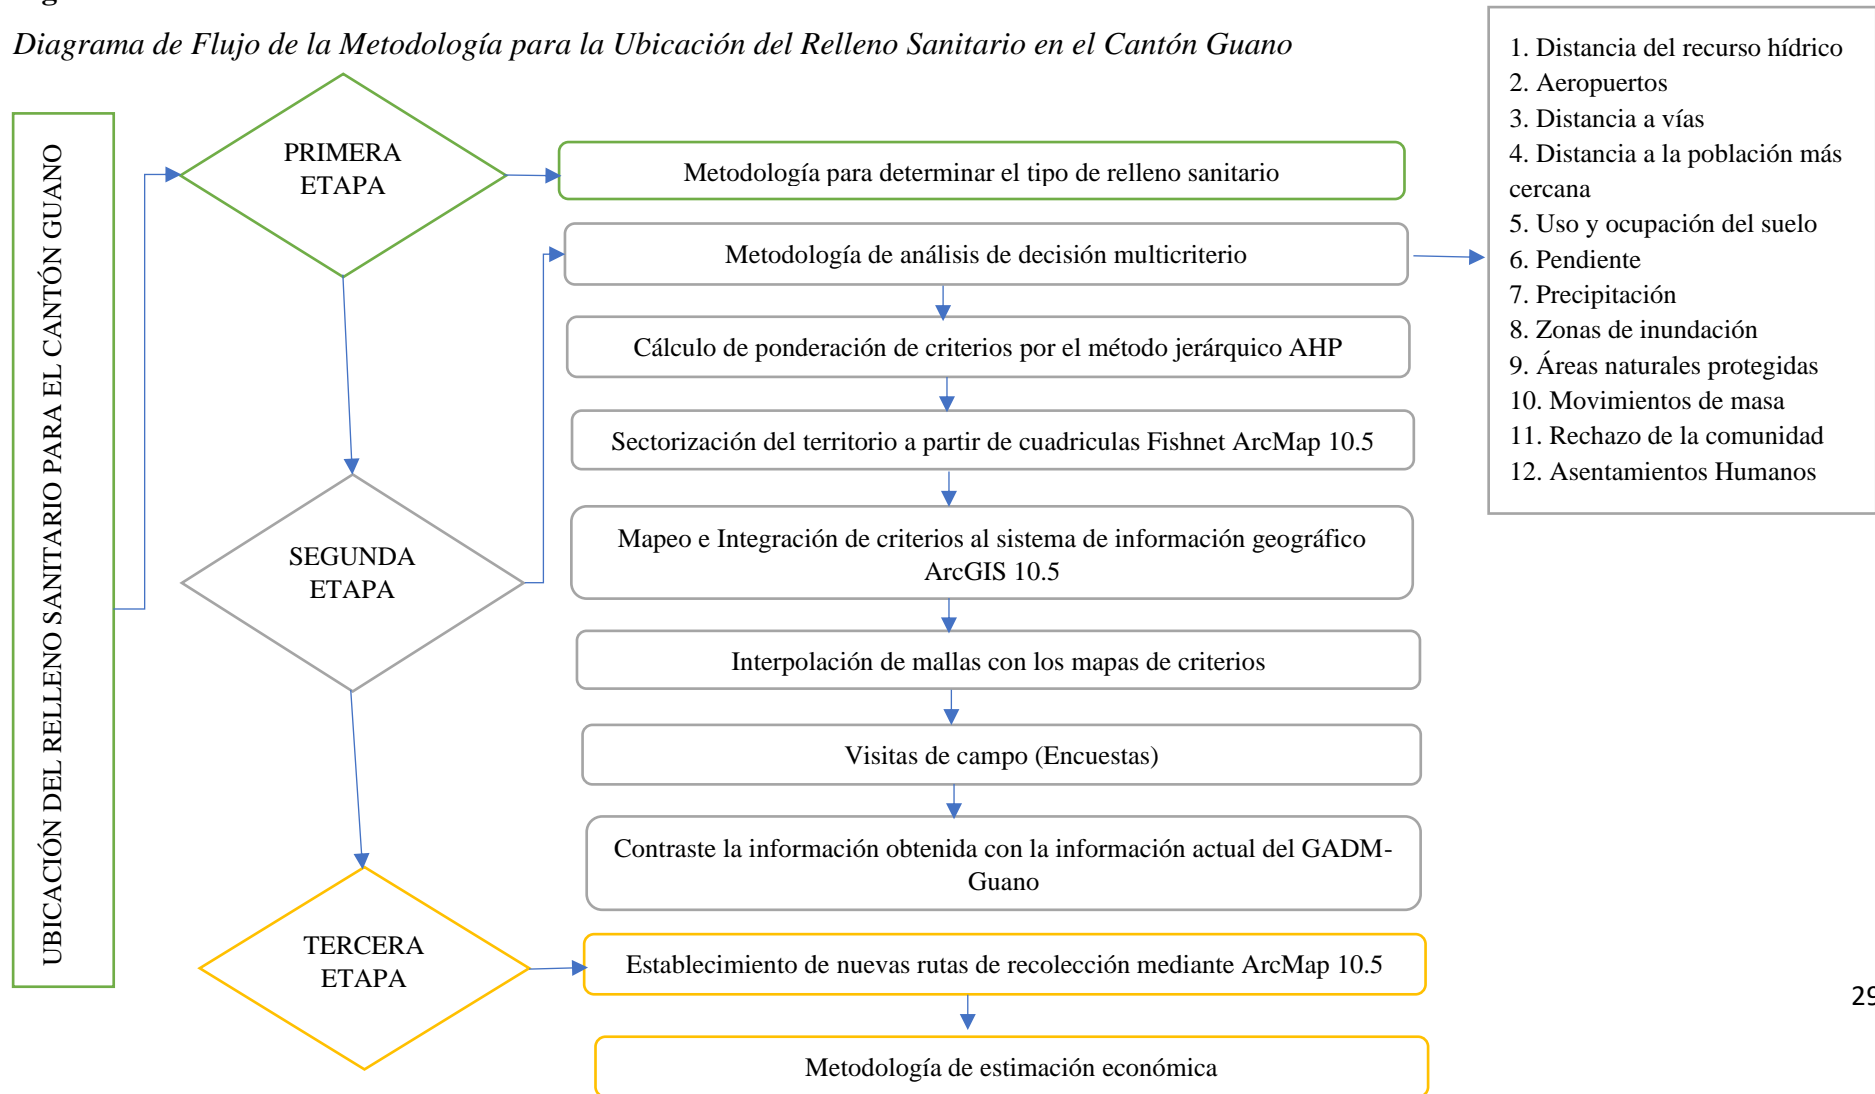 Diagrama de Flujo de la Metodología para la Ubicación del Relleno Sanitario en el Cantón Guano
UBICACIÓN DEL RELLENO SANITARIO PARA EL CANTÓN GUANO
PRIMERA
ETAPA
Metodología para determinar el tipo de relleno sanitario
SEGUNDA
ETAPA
Metodología de análisis de decisión multicriterio
1. Distancia del recurso hídrico
2. Aeropuertos
3. Distancia a vías
4. Distancia a la población más
cercana
5. Uso y ocupación del suelo
6. Pendiente
7. Precipitación
8. Zonas de inundación
9. Áreas naturales protegidas
10. Movimientos de masa
11. Rechazo de la comunidad
12. Asentamientos Humanos
Cálculo de ponderación de criterios por el método jerárquico AHP
Sectorización del territorio a partir de cuadriculas Fishnet ArcMap 10.5
Mapeo e Integración de criterios al sistema de información geográfico
ArcGIS 10.5
Interpolación de mallas con los mapas de criterios
Visitas de campo (Encuestas)
Contraste la información obtenida con la información actual del GADM-
Guano
TERCERA
ETAPA
Establecimiento de nuevas rutas de recolección mediante ArcMap 10.5
Metodología de estimación económica
29